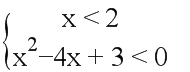 x < 2
x²−4x + 3 < 0